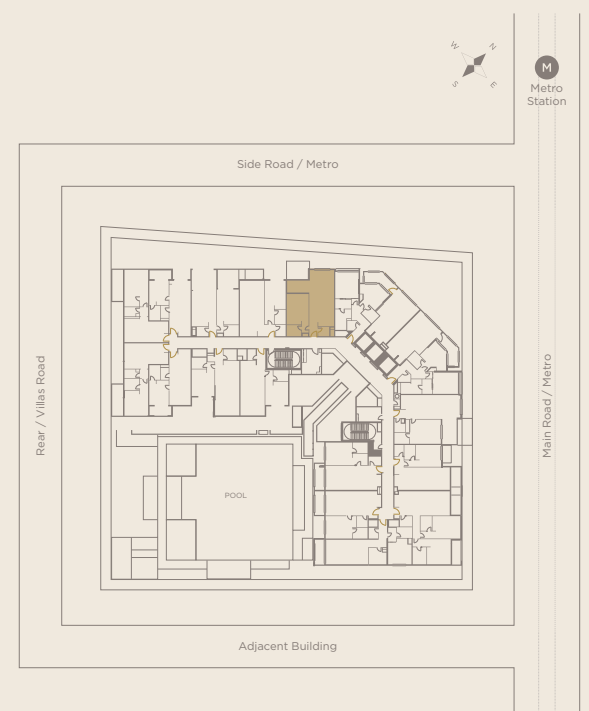 W
N
S
E
M
Metro
Station
Side Road / Metro
Rear / Villas Road
Main Road / Metro
POOL
Adjacent Building